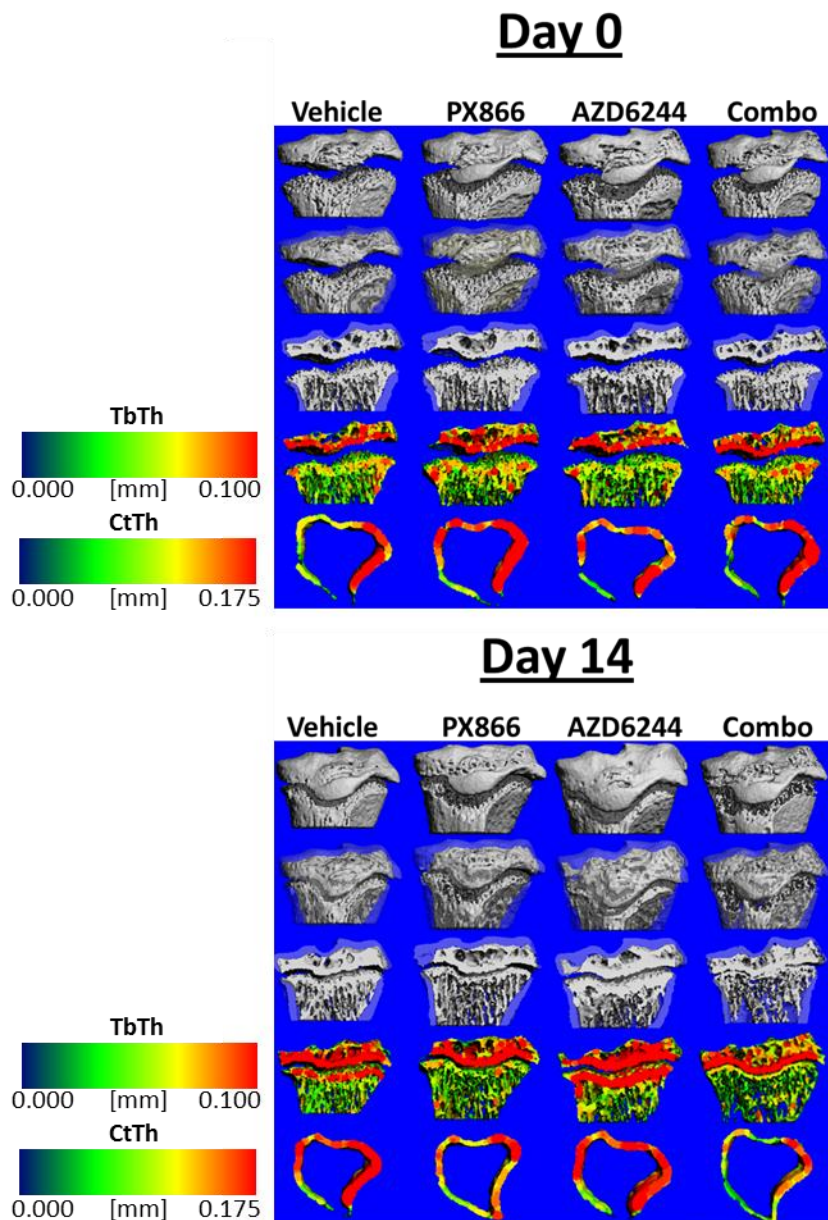 Day 0
Vehicle PX866 AZD6244 Combo
TbTh
0.000 [mm] 0.100
CtTh
0.000 [mm] 0.175
Day 14
Vehicle PX866 AZD6244 Combo
TbTh
0.000 [mm] 0.100
CtTh
0.000 [mm] 0.175